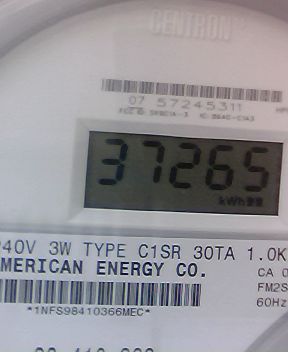 CENTRON
07 57245311
37265
kWh
240V 3W TYPE C1SR 30TA 1.0K
AMERICAN ENERGY CO.
CA 0
FM2S
60Hz
*1NFS98410366MEC*